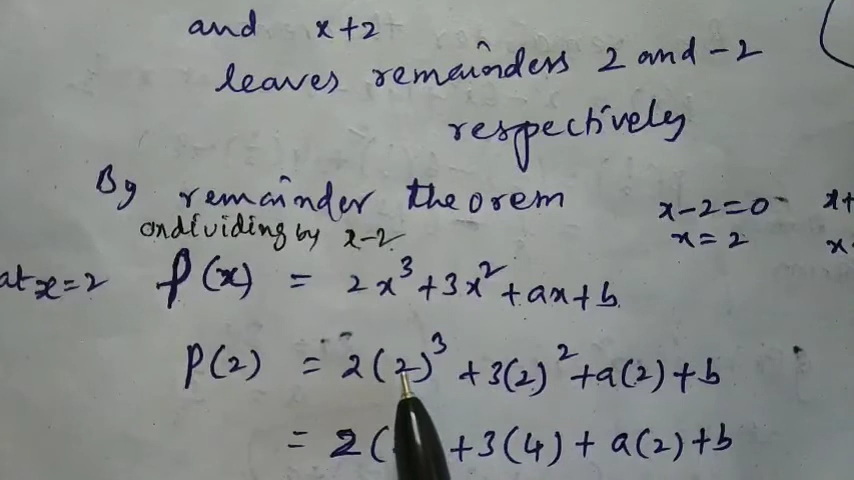 and x+2
leaves remainders 2 and -2
respectively
By remainder theorem
x-2=0
x=2
on dividing by x-2
at x=2 p(x) = 2x³+3x²+ax+b
p(2) = 2(2)³+3(2)²+a(2)+b
= 2( +3(4)+a(2)+b